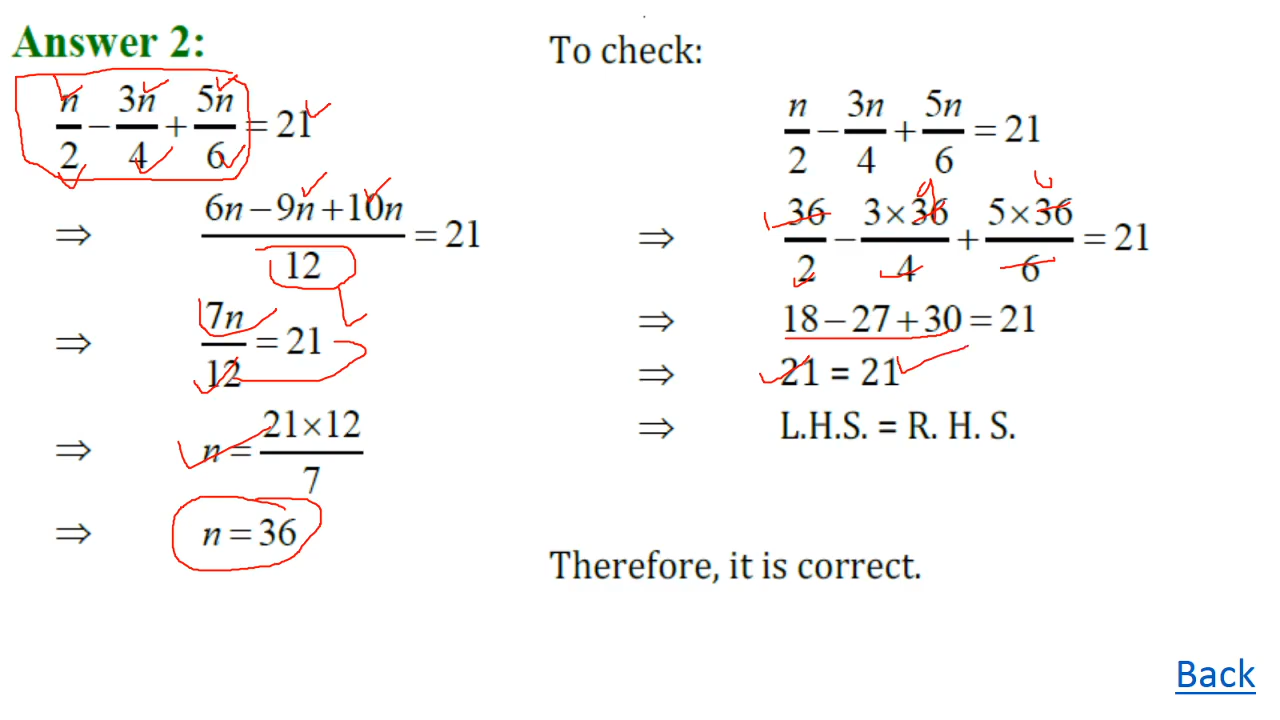 Answer 2:
n/2 − 3n/4 + 5n/6 = 21
⇒ (6n − 9n + 10n)/12 = 21
⇒ 7n/12 = 21
⇒ n = (21×12)/7
⇒ n = 36
To check:
n/2 − 3n/4 + 5n/6 = 21
9
⇒ 36/2 − (3×36)/4 + (5×36)/6 = 21
⇒ 18 − 27 + 30 = 21
⇒ 21 = 21
⇒ L.H.S. = R. H. S.
Therefore, it is correct.
Back